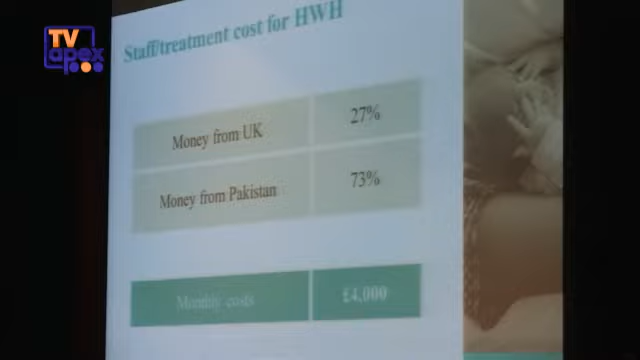 TV
apex
Staff/treatment cost for HWH
Money from UK 27%
Money from Pakistan 73%
Monthly costs £4,000